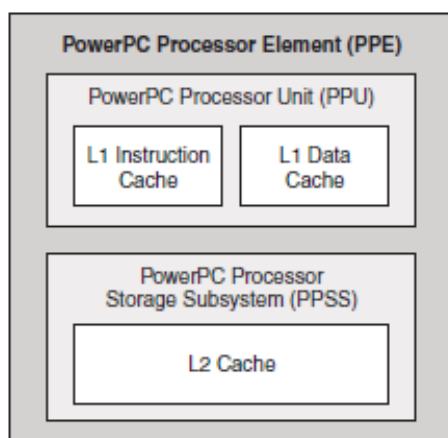 PowerPC Processor Element (PPE)
PowerPC Processor Unit (PPU)
L1 Instruction
Cache
L1 Data
Cache
PowerPC Processor
Storage Subsystem (PPSS)
L2 Cache